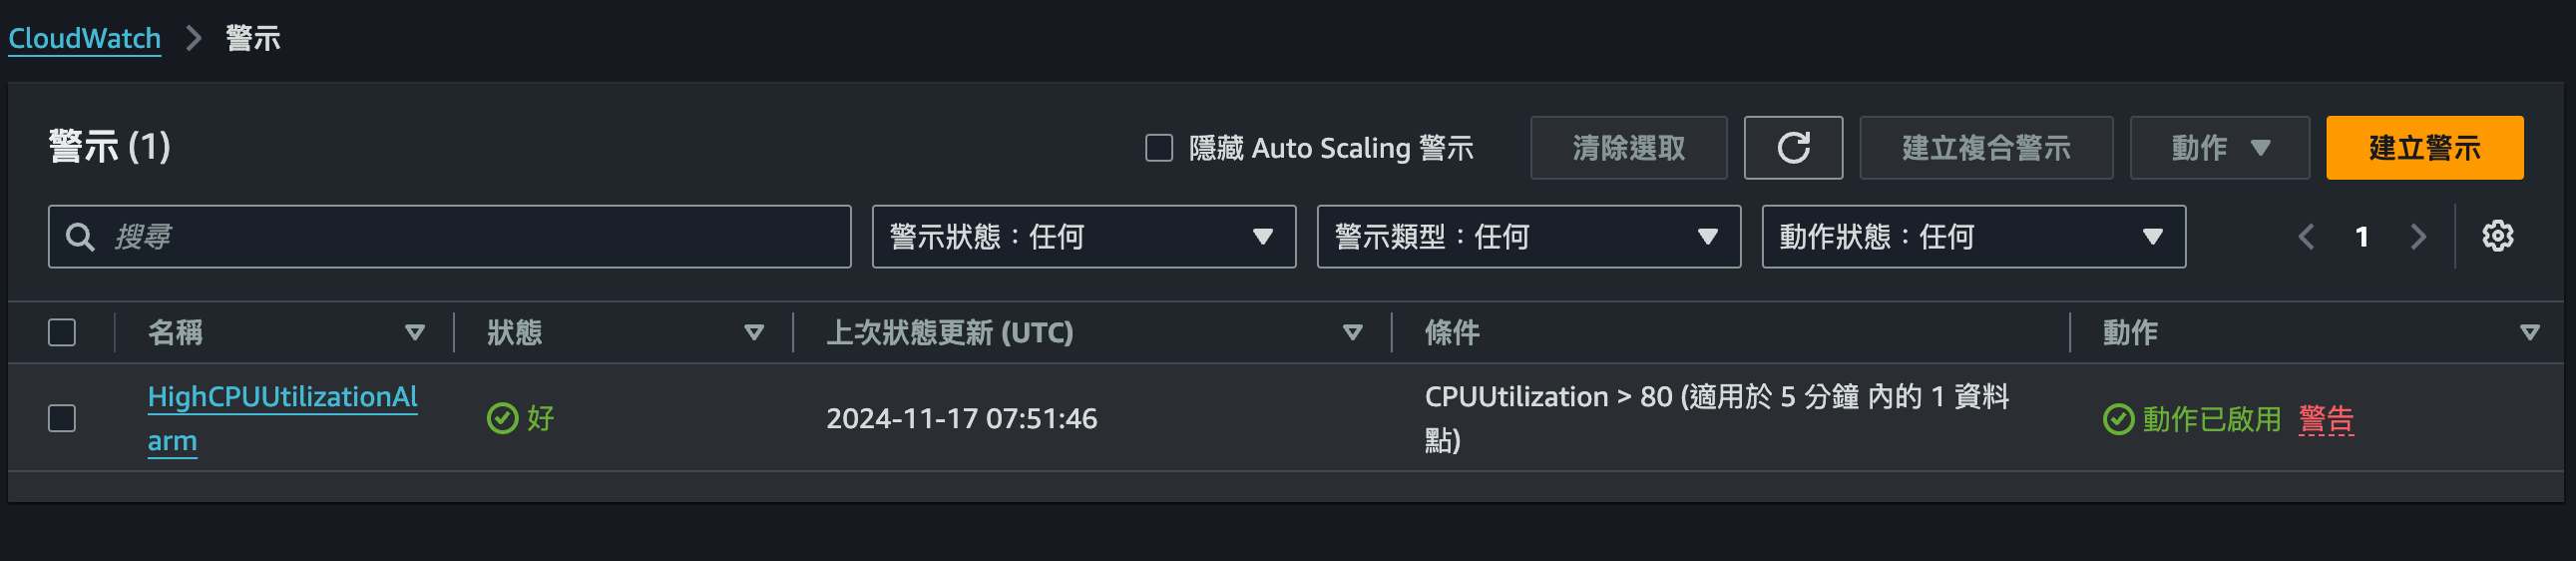 CloudWatch > 警示
警示 (1)
隱藏 Auto Scaling 警示
清除選取
建立複合警示
動作
建立警示
搜尋
警示狀態：任何
警示類型：任何
動作狀態：任何
1
名稱
狀態
上次狀態更新 (UTC)
條件
動作
HighCPUUtilizationAl
arm
好
2024-11-17 07:51:46
CPUUtilization > 80 (適用於 5 分鐘 內的 1 資料
點)
動作已啟用 警告